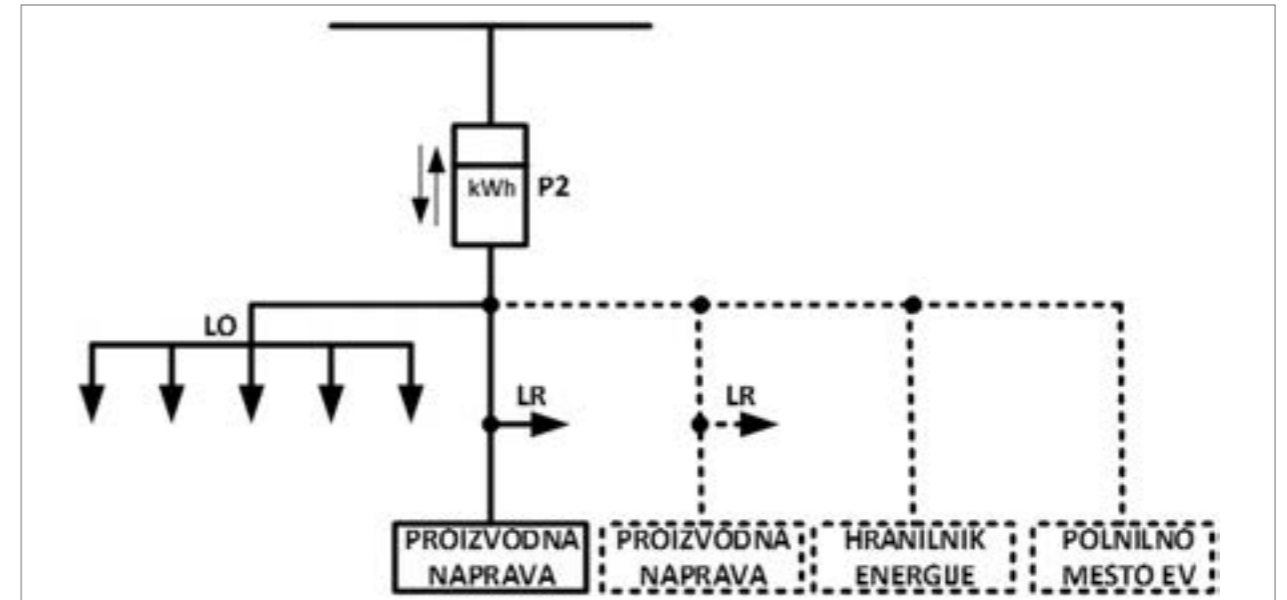 kWh P2
LO
LR LR
PROIZVODNA
NAPRAVA
PROIZVODNA
NAPRAVA
HRANILNIK
ENERGIJE
POLNILNO
MESTO EV